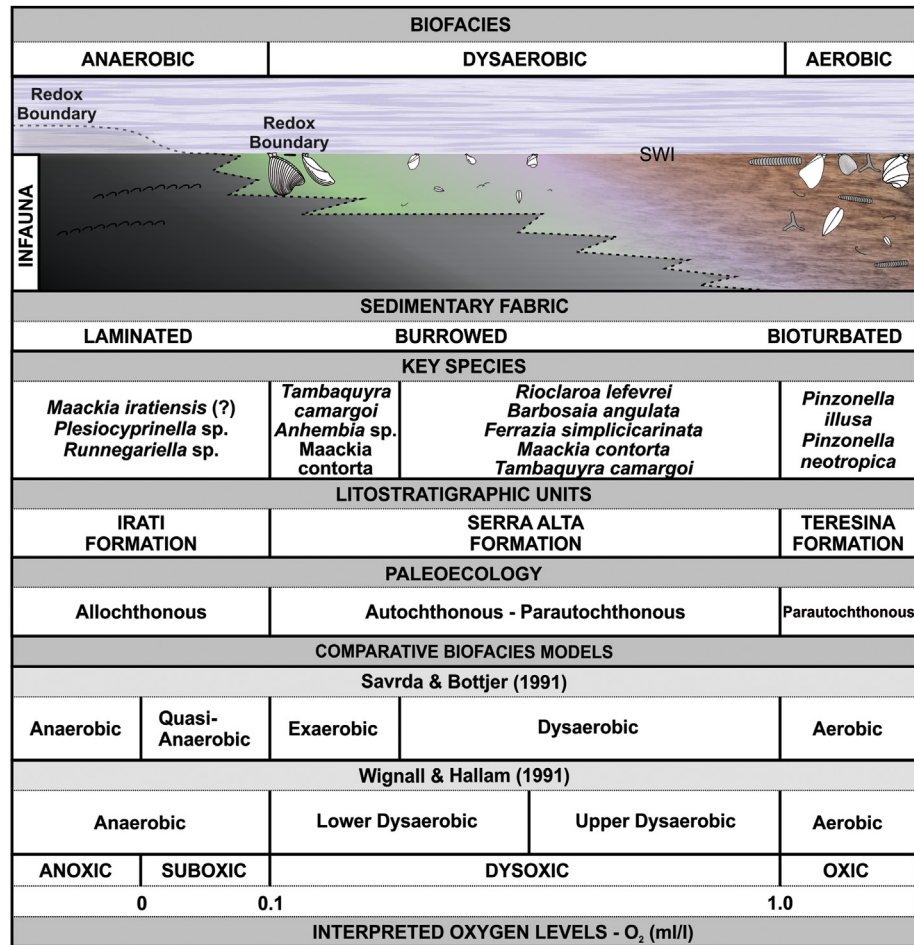 BIOFACIES
ANAEROBIC
DYSAEROBIC
AEROBIC
Redox
Boundary
Redox
Boundary
SWI
INFAUNA
SEDIMENTARY FABRIC
LAMINATED
BURROWED
BIOTURBATED
KEY SPECIES
Maackia iratiensis (?)
Plesiocyprinella sp.
Runnegariella sp.
Tambaquyra
camargoi
Anhembia sp.
Maackia
contorta
Rioclaroa lefevrei
Barbosaia angulata
Ferrazia simplicicarinata
Maackia contorta
Tambaquyra camargoi
Pinzonella
illusa
Pinzonella
neotropica
LITOSTRATIGRAPHIC UNITS
IRATI
FORMATION
SERRA ALTA
FORMATION
TERESINA
FORMATION
PALEOECOLOGY
Allochthonous
Autochthonous - Parautochthonous
Parautochthonous
COMPARATIVE BIOFACIES MODELS
Savrda & Bottjer (1991)
Anaerobic
Quasi-
Anaerobic
Exaerobic
Dysaerobic
Aerobic
Wignall & Hallam (1991)
Anaerobic
Lower Dysaerobic
Upper Dysaerobic
Aerobic
ANOXIC
SUBOXIC
DYSOXIC
OXIC
0
0.1
1.0
INTERPRETED OXYGEN LEVELS - O₂ (ml/l)